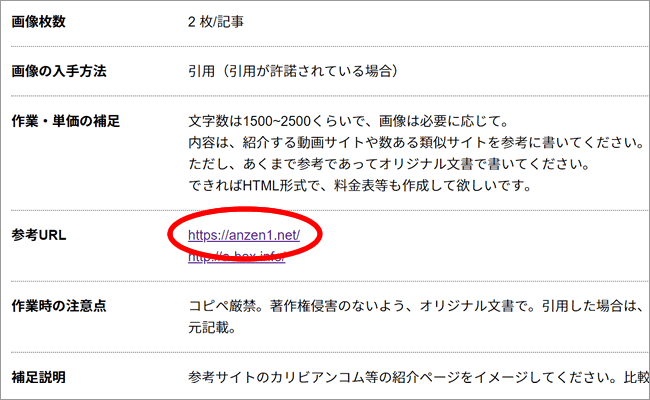 画像枚数 2 枚/記事
画像の入手方法 引用（引用が許諾されている場合）
作業・単価の補足 文字数は1500~2500くらいで、画像は必要に応じて。
内容は、紹介する動画サイトや数ある類似サイトを参考に書いてください。
ただし、あくまで参考であってオリジナル文書で書いてください。
できればHTML形式で、料金表等も作成して欲しいです。
参考URL https://anzen1.net/
作業時の注意点 コピペ厳禁。著作権侵害のないよう、オリジナル文書で。引用した場合は、
元記載。
補足説明 参考サイトのカリビアンコム等の紹介ページをイメージしてください。比較